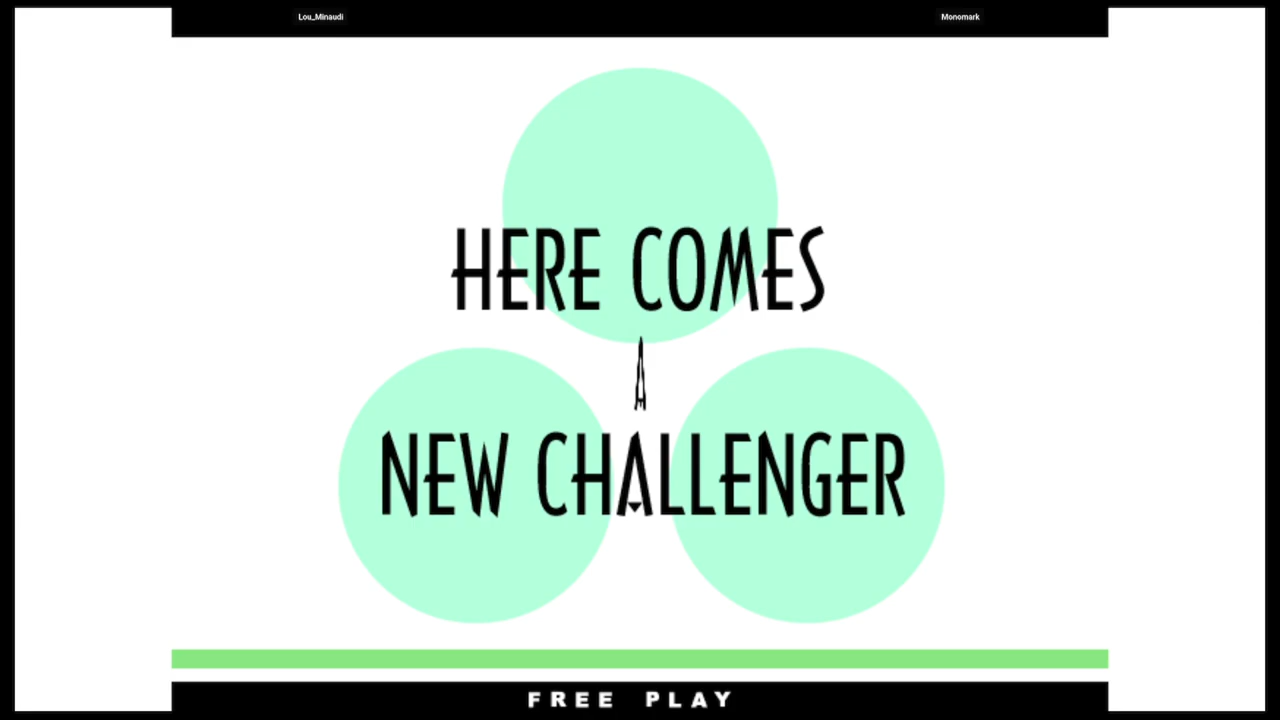 Lou_Minaudi Monomark
HERE COMES
A
NEW CHALLENGER
FREE PLAY